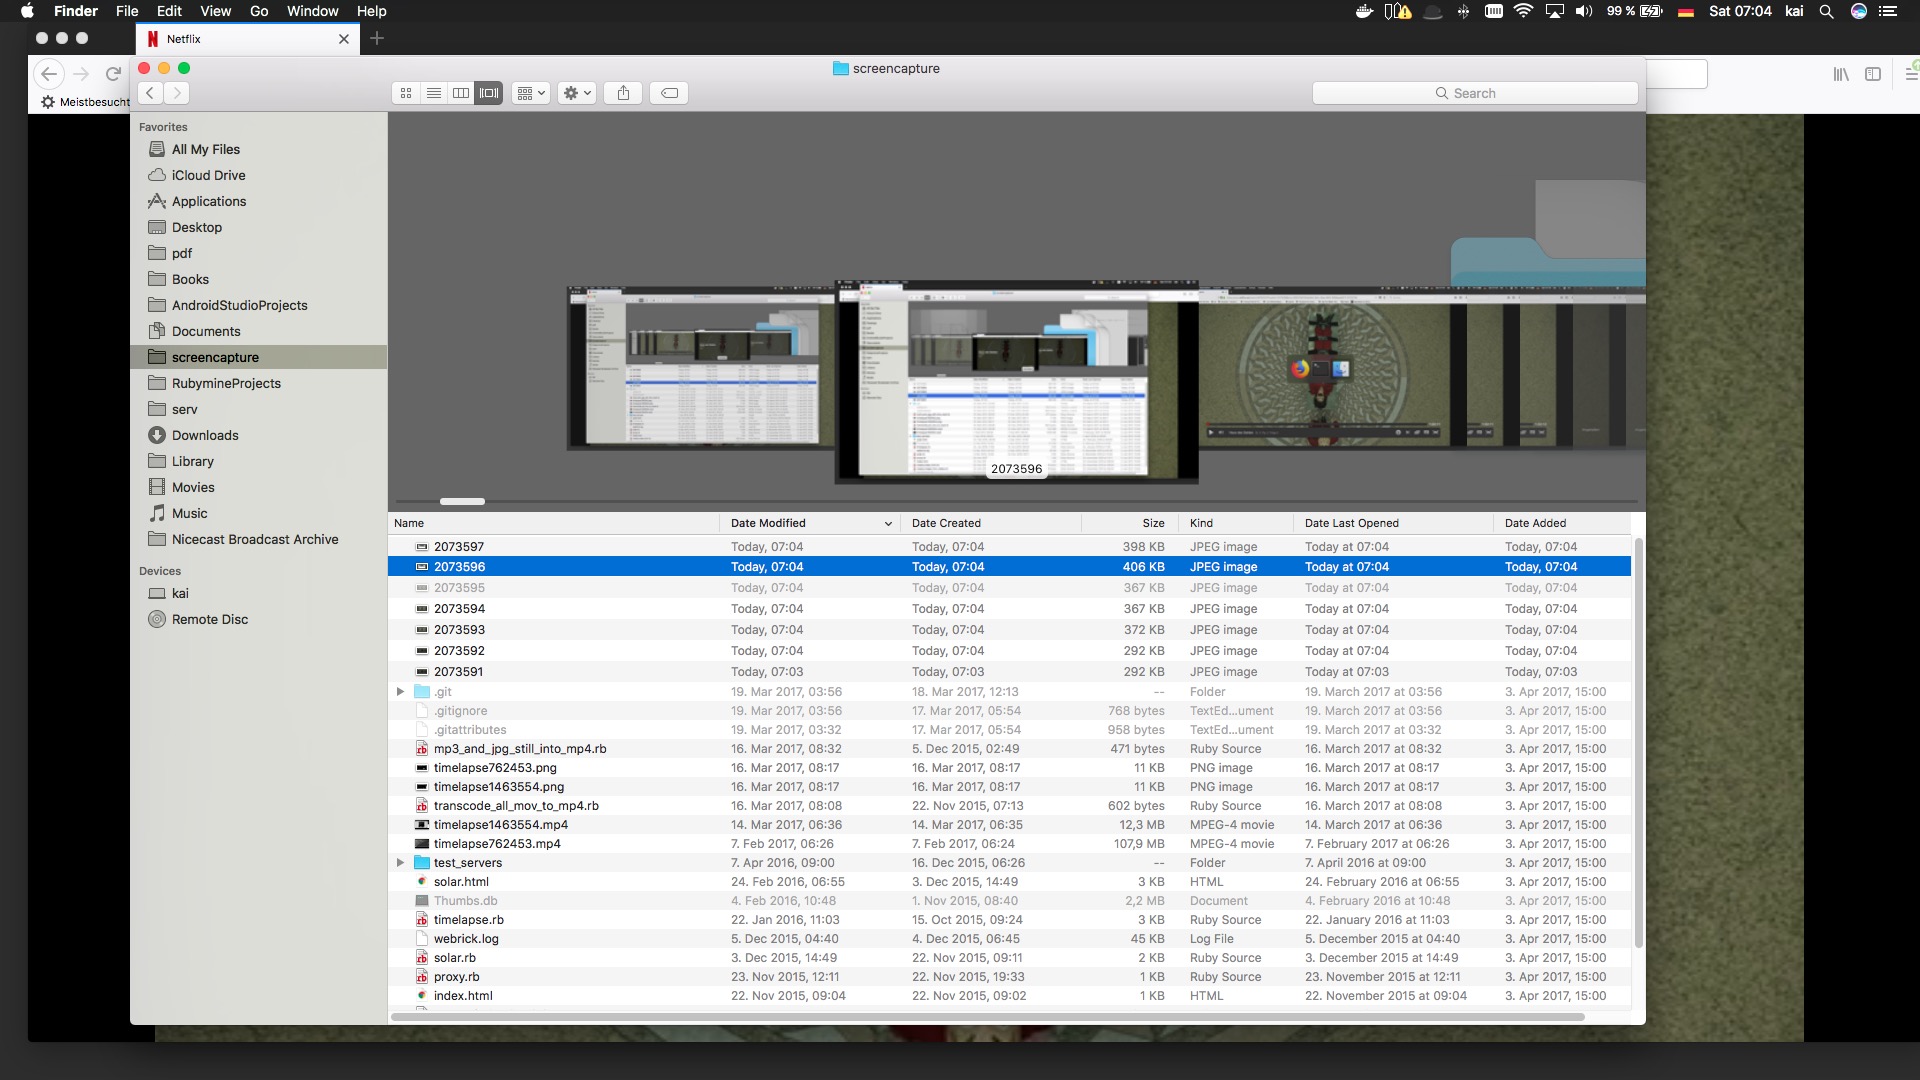 Finder File Edit View Go Window Help 99 % Sat 07:04 kai
Netflix
screencapture
Meistbesucht
Search
Favorites
All My Files
iCloud Drive
Applications
Desktop
pdf
Books
AndroidStudioProjects
Documents
screencapture
RubymineProjects
serv
Downloads
Library
Movies
Music
Nicecast Broadcast Archive
Devices
kai
Remote Disc
2073596
Name Date Modified Date Created Size Kind Date Last Opened Date Added
2073597 Today, 07:04 Today, 07:04 398 KB JPEG image Today at 07:04 Today, 07:04
2073596 Today, 07:04 Today, 07:04 406 KB JPEG image Today at 07:04 Today, 07:04
2073595 Today, 07:04 Today, 07:04 367 KB JPEG image Today at 07:04 Today, 07:04
2073594 Today, 07:04 Today, 07:04 367 KB JPEG image Today at 07:04 Today, 07:04
2073593 Today, 07:04 Today, 07:04 372 KB JPEG image Today at 07:04 Today, 07:04
2073592 Today, 07:04 Today, 07:04 292 KB JPEG image Today at 07:04 Today, 07:04
2073591 Today, 07:03 Today, 07:03 292 KB JPEG image Today at 07:03 Today, 07:03
.git 19. Mar 2017, 03:56 18. Mar 2017, 12:13 -- Folder 19. March 2017 at 03:56 3. Apr 2017, 15:00
.gitignore 19. Mar 2017, 03:56 17. Mar 2017, 05:54 768 bytes TextEd...ument 19. March 2017 at 03:56 3. Apr 2017, 15:00
.gitattributes 19. Mar 2017, 03:32 17. Mar 2017, 05:54 958 bytes TextEd...ument 19. March 2017 at 03:32 3. Apr 2017, 15:00
mp3_and_jpg_still_into_mp4.rb 16. Mar 2017, 08:32 5. Dec 2015, 02:49 471 bytes Ruby Source 16. March 2017 at 08:32 3. Apr 2017, 15:00
timelapse762453.png 16. Mar 2017, 08:17 16. Mar 2017, 08:17 11 KB PNG image 16. March 2017 at 08:17 3. Apr 2017, 15:00
timelapse1463554.png 16. Mar 2017, 08:17 16. Mar 2017, 08:17 11 KB PNG image 16. March 2017 at 08:17 3. Apr 2017, 15:00
transcode_all_mov_to_mp4.rb 16. Mar 2017, 08:08 22. Nov 2015, 07:13 602 bytes Ruby Source 16. March 2017 at 08:08 3. Apr 2017, 15:00
timelapse1463554.mp4 14. Mar 2017, 06:36 14. Mar 2017, 06:35 12,3 MB MPEG-4 movie 14. March 2017 at 06:36 3. Apr 2017, 15:00
timelapse762453.mp4 7. Feb 2017, 06:26 7. Feb 2017, 06:24 107,9 MB MPEG-4 movie 7. February 2017 at 06:26 3. Apr 2017, 15:00
test_servers 7. Apr 2016, 09:00 16. Dec 2015, 06:26 -- Folder 7. April 2016 at 09:00 3. Apr 2017, 15:00
solar.html 24. Feb 2016, 06:55 3. Dec 2015, 14:49 3 KB HTML 24. February 2016 at 06:55 3. Apr 2017, 15:00
Thumbs.db 4. Feb 2016, 10:48 1. Nov 2015, 08:40 2,2 MB Document 4. February 2016 at 10:48 3. Apr 2017, 15:00
timelapse.rb 22. Jan 2016, 11:03 15. Oct 2015, 09:24 3 KB Ruby Source 22. January 2016 at 11:03 3. Apr 2017, 15:00
webrick.log 5. Dec 2015, 04:40 4. Dec 2015, 06:45 45 KB Log File 5. December 2015 at 04:40 3. Apr 2017, 15:00
solar.rb 3. Dec 2015, 14:49 22. Nov 2015, 09:11 2 KB Ruby Source 3. December 2015 at 14:49 3. Apr 2017, 15:00
proxy.rb 23. Nov 2015, 12:11 22. Nov 2015, 19:33 1 KB Ruby Source 23. November 2015 at 12:11 3. Apr 2017, 15:00
index.html 22. Nov 2015, 09:04 22. Nov 2015, 09:02 1 KB HTML 22. November 2015 at 09:04 3. Apr 2017, 15:00